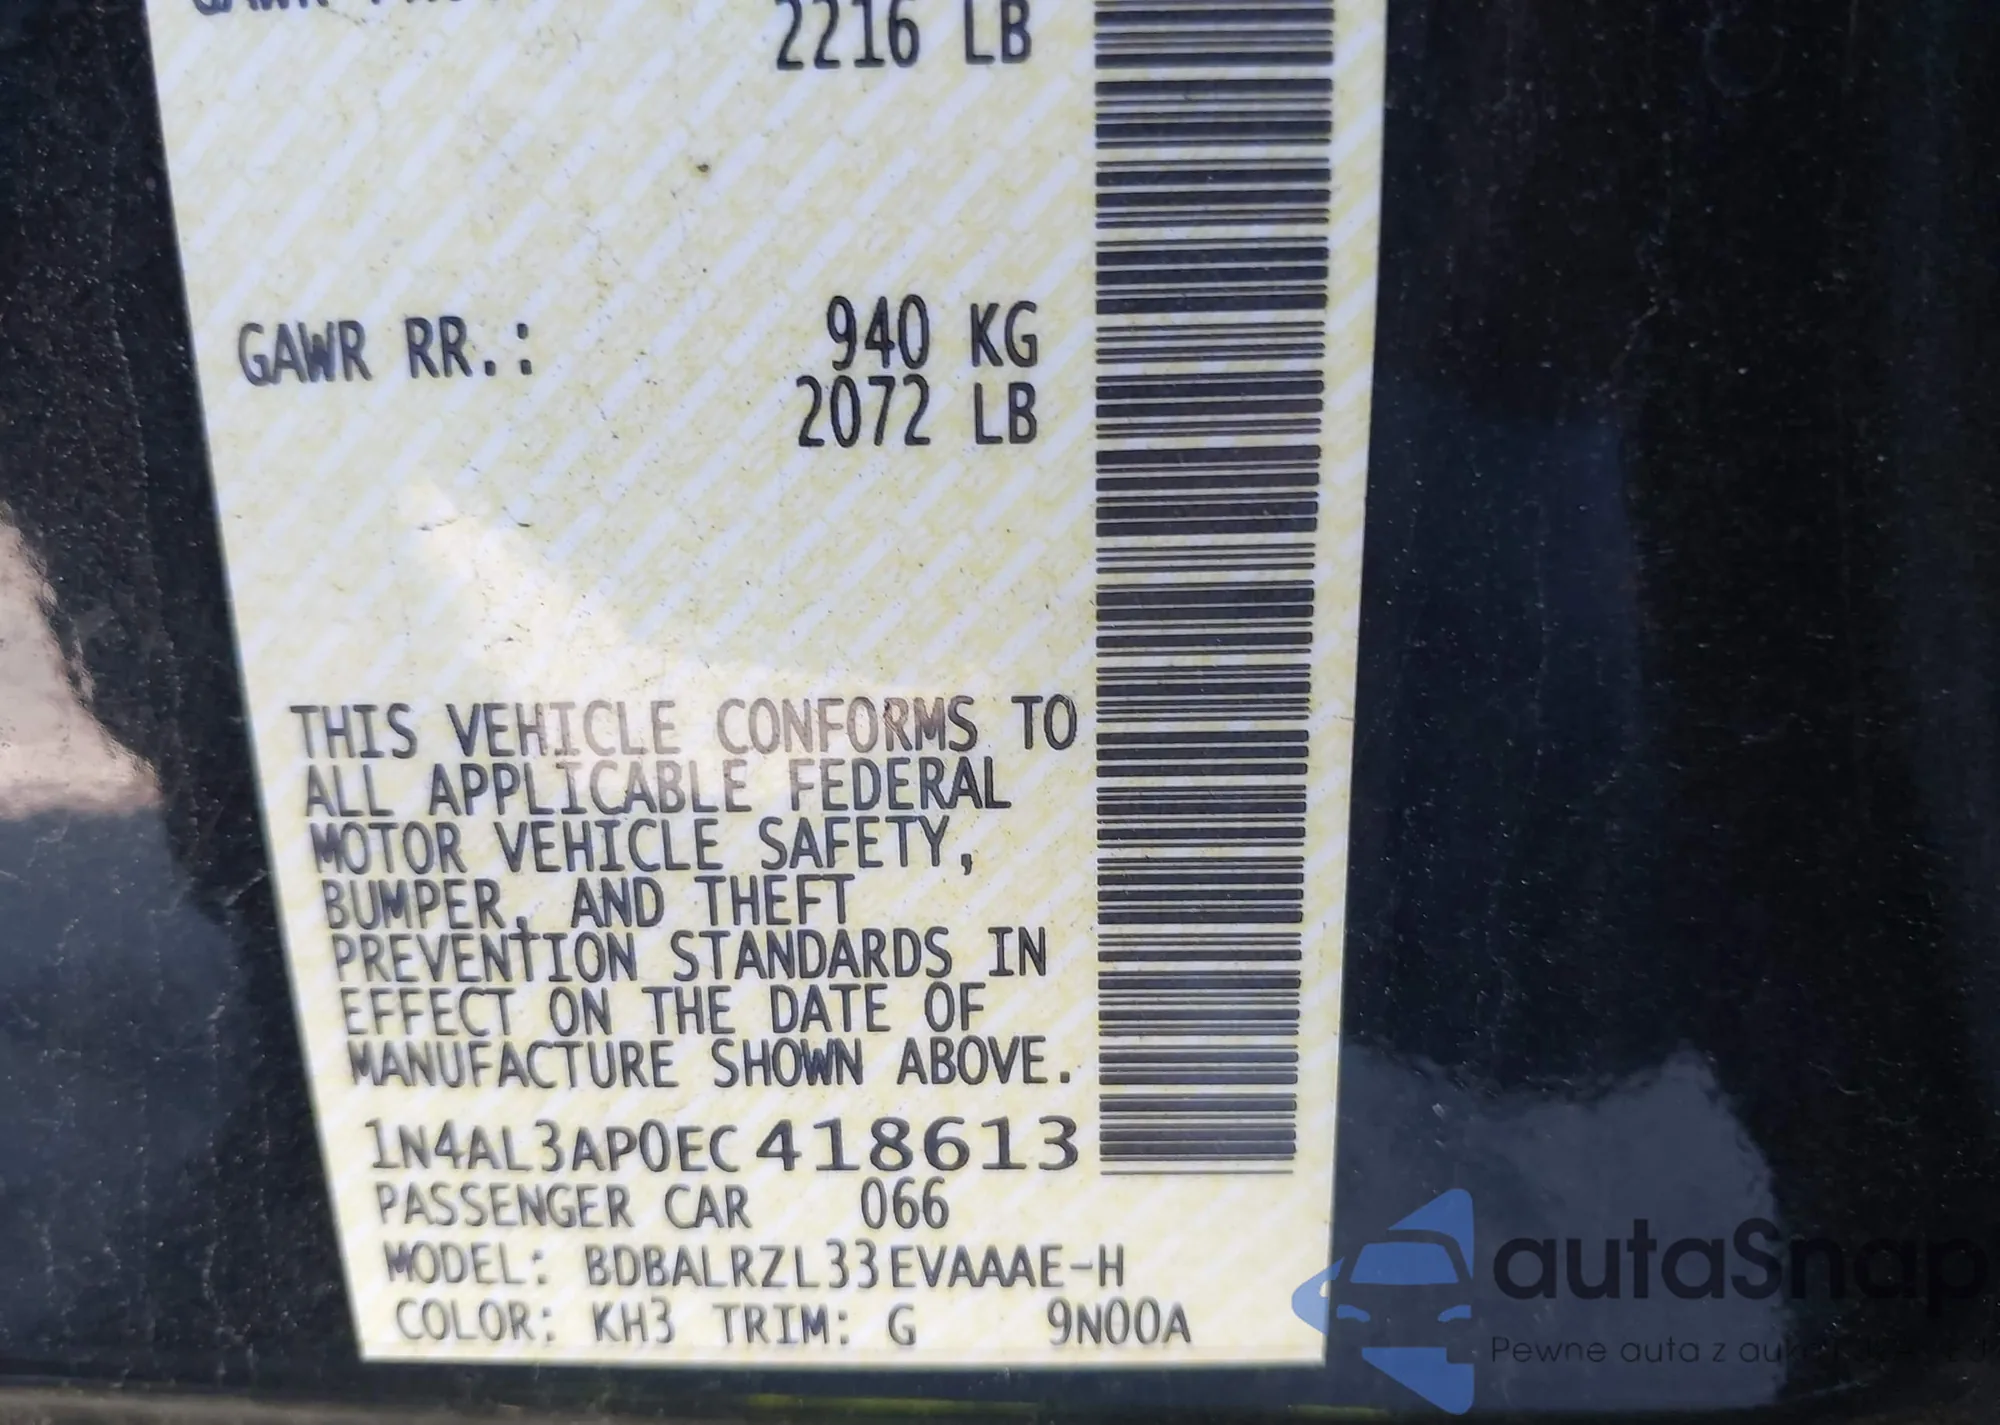 2216 LB
GAWR RR.: 940 KG
2072 LB
THIS VEHICLE CONFORMS TO
ALL APPLICABLE FEDERAL
MOTOR VEHICLE SAFETY,
BUMPER, AND THEFT
PREVENTION STANDARDS IN
EFFECT ON THE DATE OF
MANUFACTURE SHOWN ABOVE.
1N4AL3AP0EC418613
PASSENGER CAR 066
MODEL: BDBALRZL33EVAAAE-H
COLOR: KH3 TRIM: G 9N00A
autaSnap
Pewne auta z